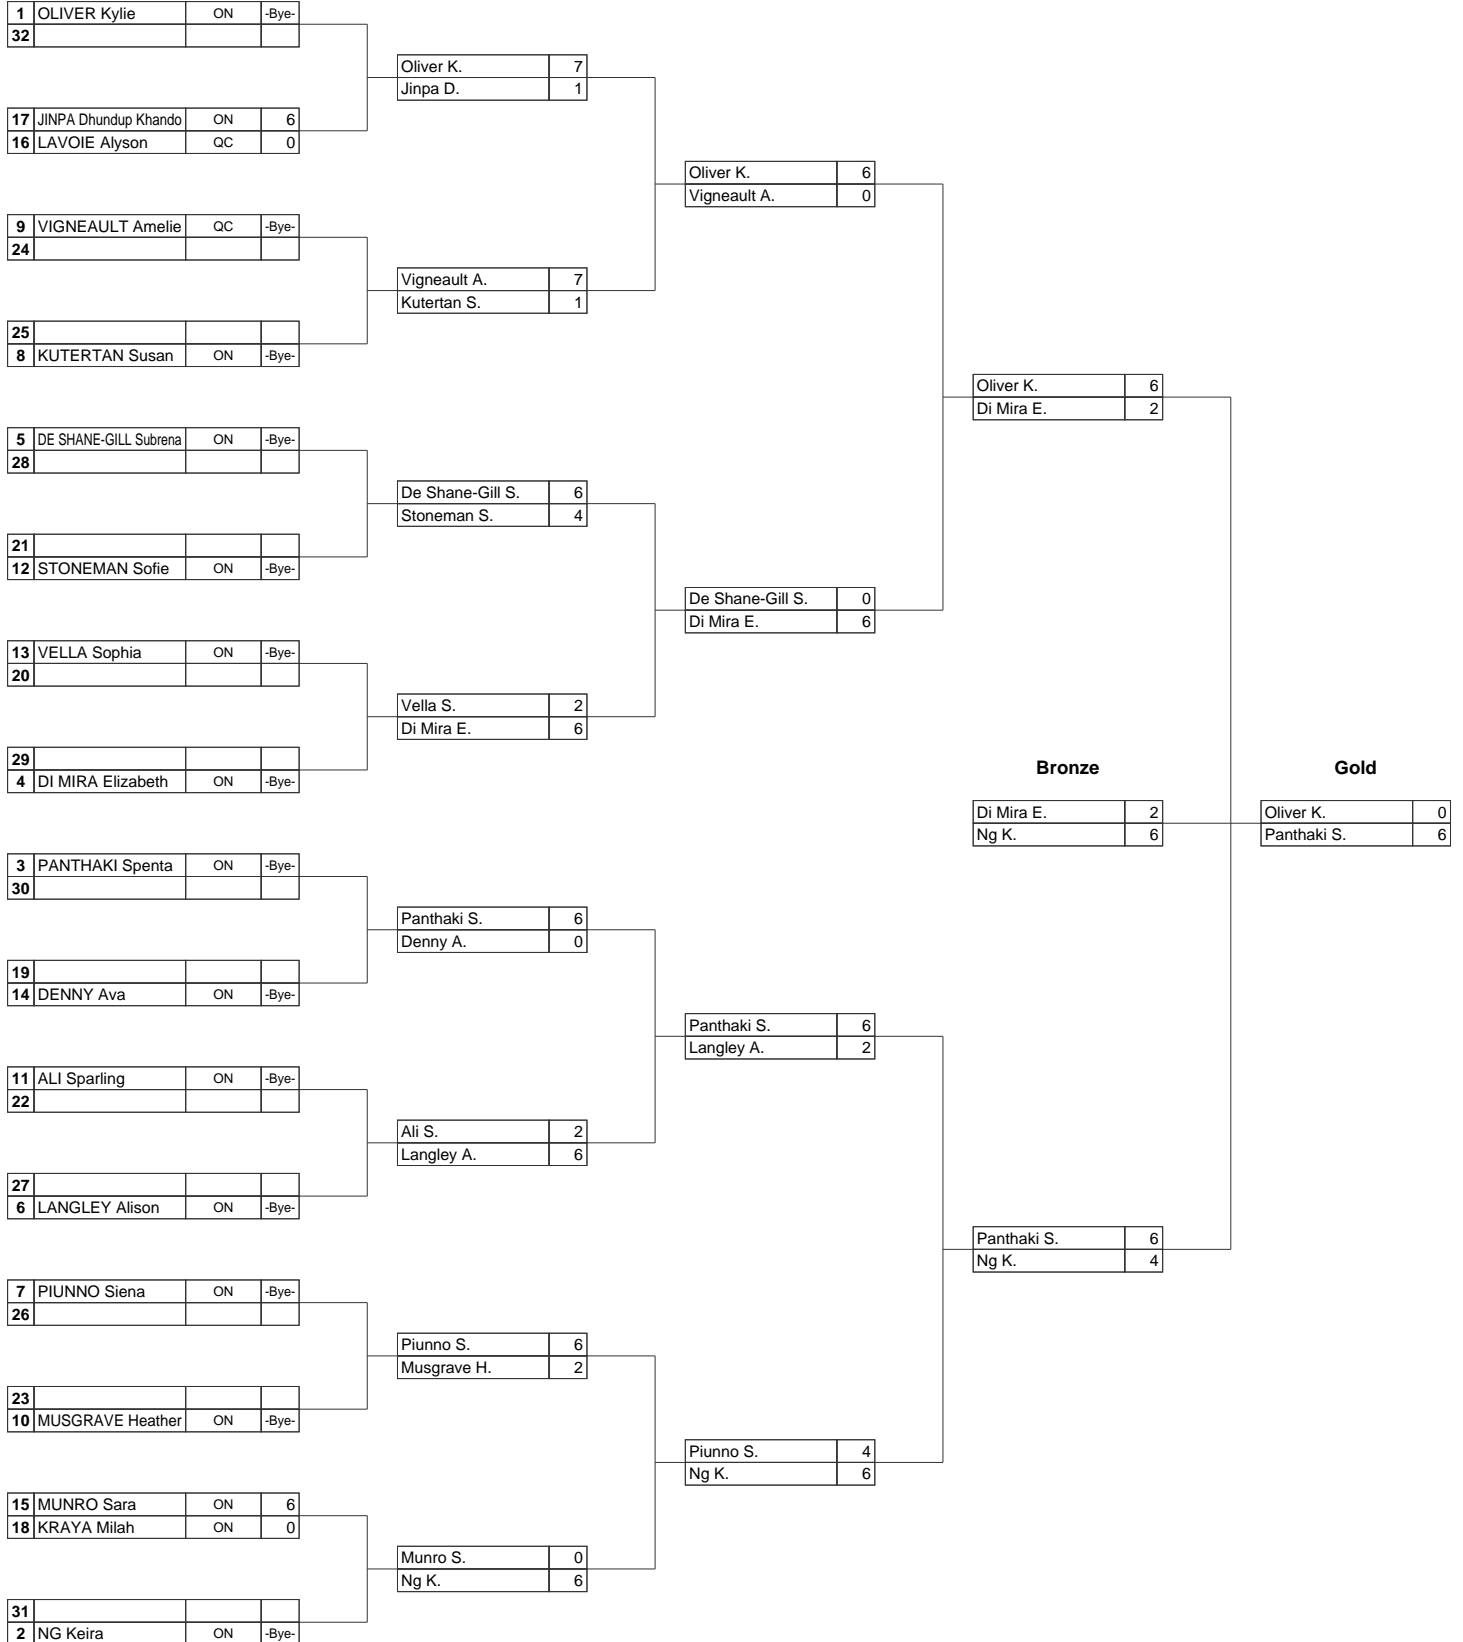 1 OLIVER Kylie ON -Bye-
32
Oliver K. 7
Jinpa D. 1
17 JINPA Dhundup Khando ON 6
16 LAVOIE Alyson QC 0
Oliver K. 6
Vigneault A. 0
9 VIGNEAULT Amelie QC -Bye-
24
Vigneault A. 7
Kutertan S. 1
25
8 KUTERTAN Susan ON -Bye-
Oliver K. 6
Di Mira E. 2
5 DE SHANE-GILL Subrena ON -Bye-
28
De Shane-Gill S. 6
Stoneman S. 4
21
12 STONEMAN Sofie ON -Bye-
De Shane-Gill S. 0
Di Mira E. 6
13 VELLA Sophia ON -Bye-
20
Vella S. 2
Di Mira E. 6
29
4 DI MIRA Elizabeth ON -Bye-
Bronze Gold
Di Mira E. 2 Oliver K. 0
Ng K. 6 Panthaki S. 6
3 PANTHAKI Spenta ON -Bye-
30
Panthaki S. 6
Denny A. 0
19
14 DENNY Ava ON -Bye-
Panthaki S. 6
Langley A. 2
11 ALI Sparling ON -Bye-
22
Ali S. 2
Langley A. 6
27
6 LANGLEY Alison ON -Bye-
Panthaki S. 6
Ng K. 4
7 PIUNNO Siena ON -Bye-
26
Piunno S. 6
Musgrave H. 2
23
10 MUSGRAVE Heather ON -Bye-
Piunno S. 4
Ng K. 6
15 MUNRO Sara ON 6
18 KRAYA Milah ON 0
Munro S. 0
Ng K. 6
31
2 NG Keira ON -Bye-